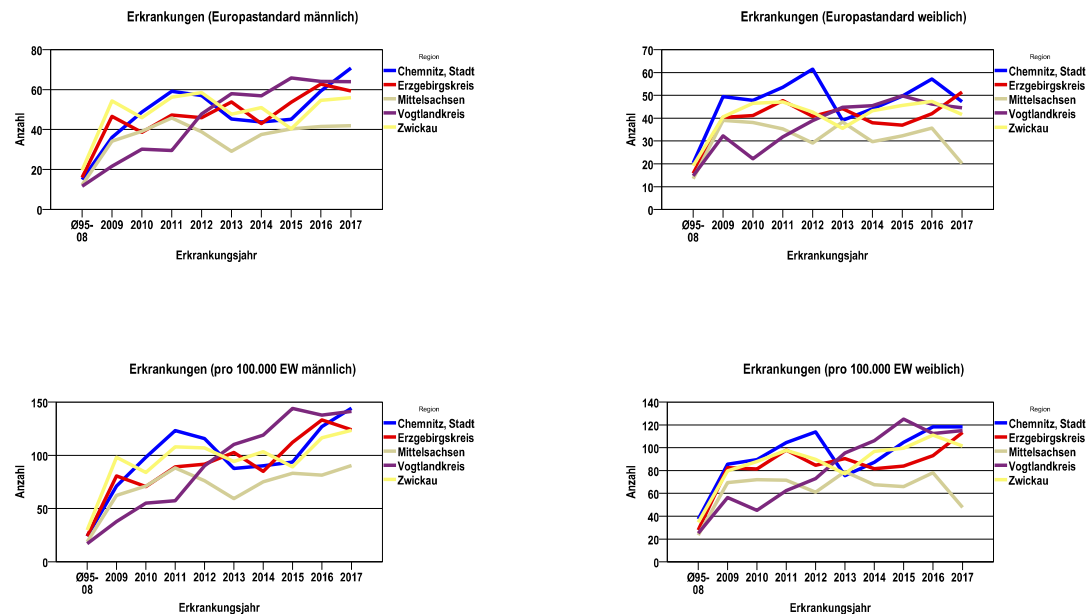 Erkrankungen (Europastandard männlich)
Anzahl
80
60
40
20
0
Ø95-
08
2009 2010 2011 2012 2013 2014 2015 2016 2017
Erkrankungsjahr
Region
Chemnitz, Stadt
Erzgebirgskreis
Mittelsachsen
Vogtlandkreis
Zwickau
Erkrankungen (Europastandard weiblich)
Anzahl
70
60
50
40
30
20
10
0
Ø95-
08
2009 2010 2011 2012 2013 2014 2015 2016 2017
Erkrankungsjahr
Region
Chemnitz, Stadt
Erzgebirgskreis
Mittelsachsen
Vogtlandkreis
Zwickau
Erkrankungen (pro 100.000 EW männlich)
Anzahl
150
100
50
0
Ø95-
08
2009 2010 2011 2012 2013 2014 2015 2016 2017
Erkrankungsjahr
Region
Chemnitz, Stadt
Erzgebirgskreis
Mittelsachsen
Vogtlandkreis
Zwickau
Erkrankungen (pro 100.000 EW weiblich)
Anzahl
140
120
100
80
60
40
20
0
Ø95-
08
2009 2010 2011 2012 2013 2014 2015 2016 2017
Erkrankungsjahr
Region
Chemnitz, Stadt
Erzgebirgskreis
Mittelsachsen
Vogtlandkreis
Zwickau